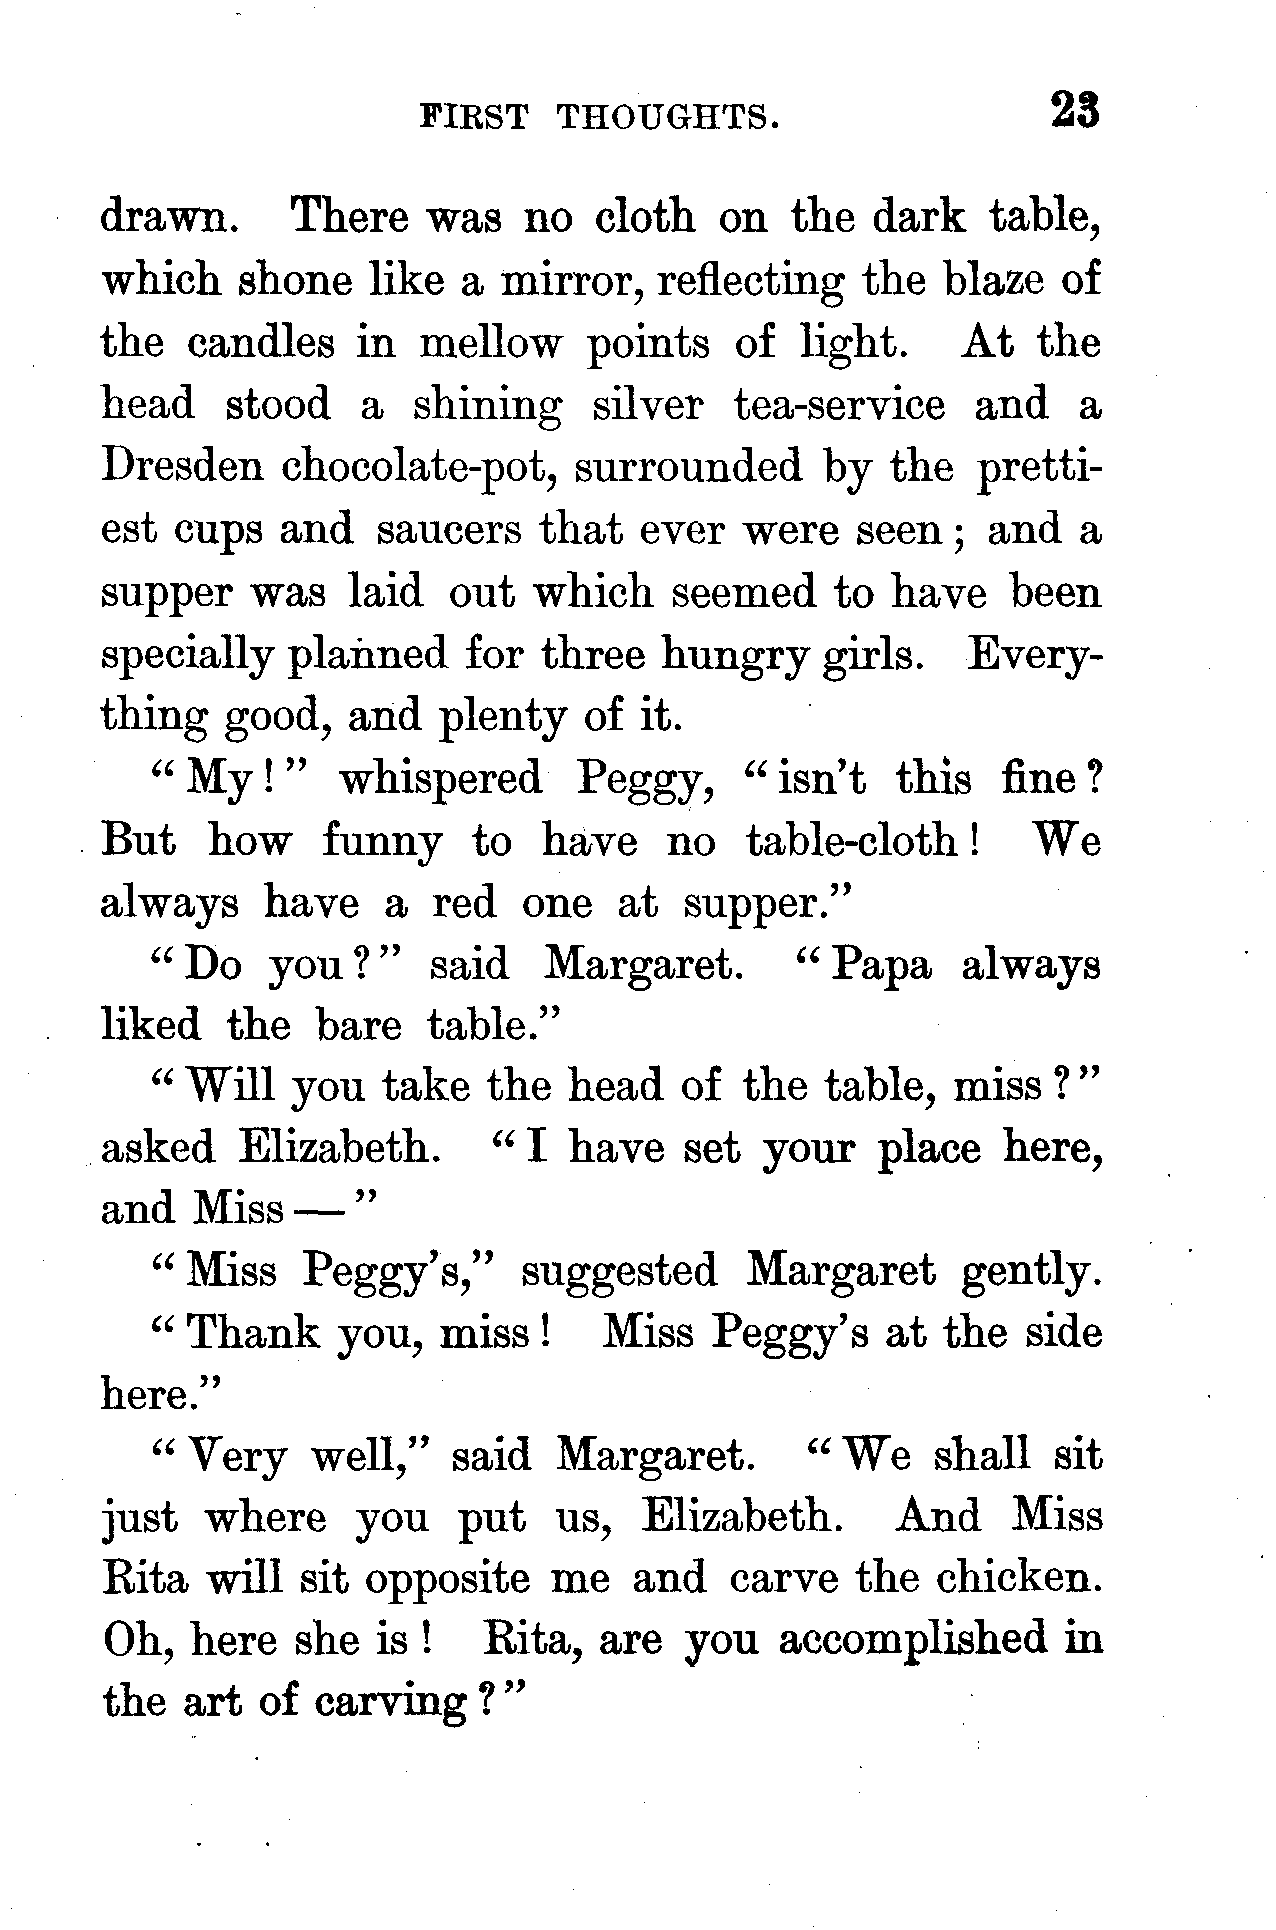 FIRST THOUGHTS. 23
drawn. There was no cloth on the dark table,
which shone like a mirror, reflecting the blaze of
the candles in mellow points of light. At the
head stood a shining silver tea-service and a
Dresden chocolate-pot, surrounded by the pretti-
est cups and saucers that ever were seen; and a
supper was laid out which seemed to have been
specially planned for three hungry girls. Every-
thing good, and plenty of it.
"My!" whispered Peggy, "isn't this fine?
But how funny to have no table-cloth! We
always have a red one at supper."
"Do you?" said Margaret. "Papa always
liked the bare table."
"Will you take the head of the table, miss?"
asked Elizabeth. "I have set your place here,
and Miss—"
"Miss Peggy's," suggested Margaret gently.
"Thank you, miss! Miss Peggy's at the side
here."
"Very well," said Margaret. "We shall sit
just where you put us, Elizabeth. And Miss
Rita will sit opposite me and carve the chicken.
Oh, here she is! Rita, are you accomplished in
the art of carving?"